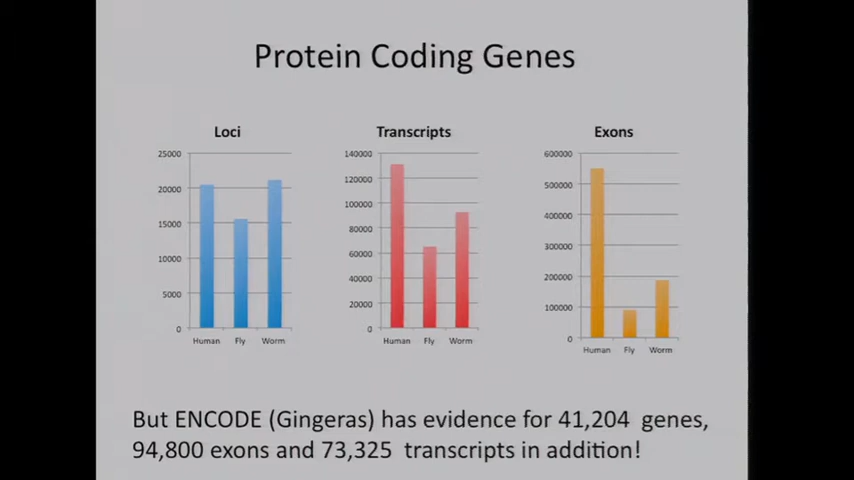 Protein Coding Genes
Loci
25000
20000
15000
10000
5000
0
Human Fly Worm
Transcripts
140000
120000
100000
80000
60000
40000
20000
0
Human Fly Worm
Exons
600000
500000
400000
300000
200000
100000
0
Human Fly Worm
But ENCODE (Gingeras) has evidence for 41,204 genes,
94,800 exons and 73,325 transcripts in addition!